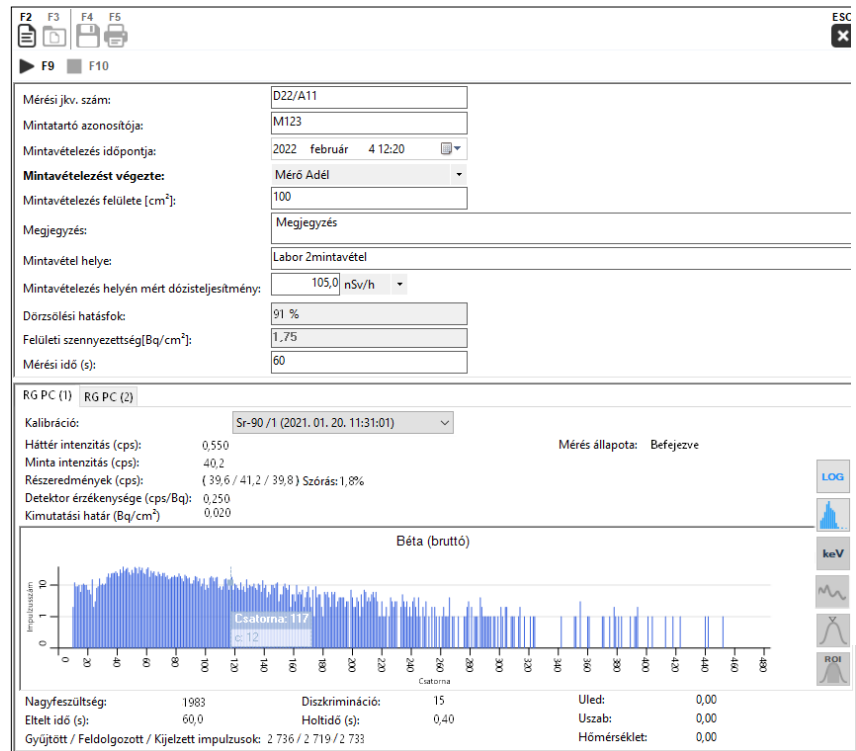 F2 F3 F4 F5 ESC
F9 F10
Mérési jkv. szám: D22/A11
Mintatartó azonosítója: M123
Mintavételezés időpontja: 2022 február 4 12:20
Mintavételezést végezte: Mérő Adél
Mintavételezés felülete [cm²]: 100
Megjegyzés: Megjegyzés
Mintavétel helye: Labor 2mintavétel
Mintavételezés helyén mért dózisteljesítmény: 105,0 nSv/h
Dörzsölési hatásfok: 91 %
Felületi szennyezettség[Bq/cm²]: 1,75
Mérési idő (s): 60
RG PC (1) RG PC (2)
Kalibráció: Sr-90 /1 (2021. 01. 20. 11:31:01)
Háttér intenzitás (cps): 0,550 Mérés állapota: Befejezve
Minta intenzitás (cps): 40,2
Részeredmények (cps): ( 39,6 / 41,2 / 39,8 ) Szórás: 1,8%
Detektor érzékenysége (cps/Bq): 0,250
Kimutatási határ (Bq/cm²) 0,020
LOG
keV
ROI
Béta (bruttó)
Impulzusszám
10
1
0
Csatorna: 117
c: 12
0 20 40 60 80 100 120 140 160 180 200 220 240 260 280 300 320 340 360 380 400 420 440 460 480
Csatorna
Nagyfeszültség: 1983 Diszkrimináció: 15 Uled: 0,00
Eltelt idő (s): 60,0 Holtidő (s): 0,40 Uszab: 0,00
Gyűjtött / Feldolgozott / Kijelzett impulzusok: 2 736 / 2 719 / 2 733 Hőmérséklet: 0,00